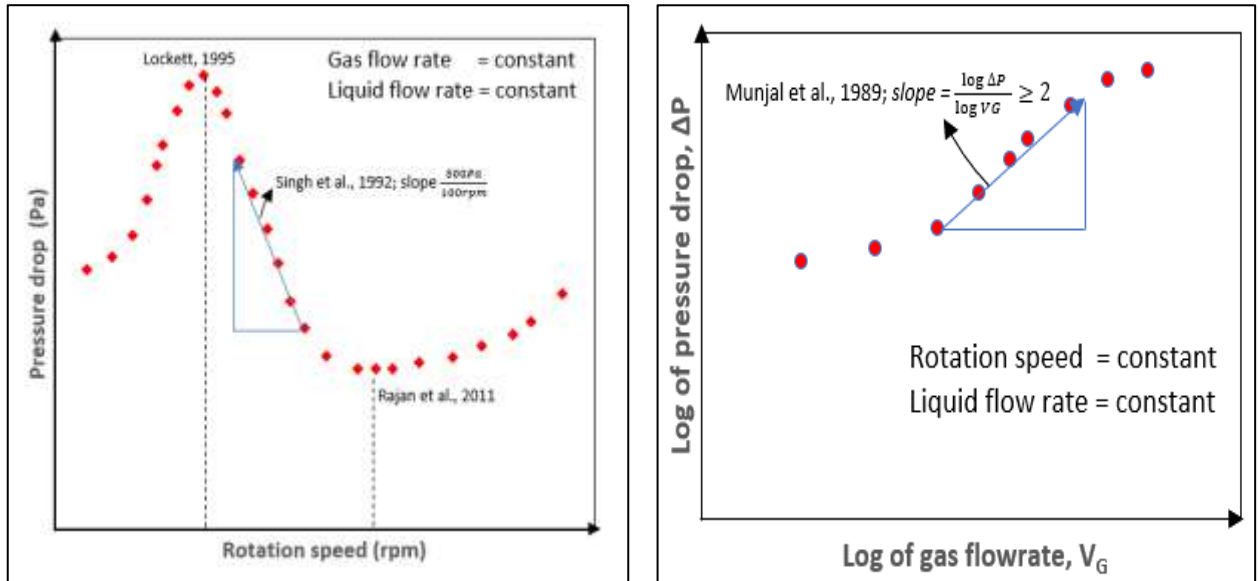 Lockett, 1995
Gas flow rate = constant
Liquid flow rate = constant
Singh et al., 1992; slope 300Pa/100rpm
Rajan et al., 2011
Pressure drop (Pa)
Rotation speed (rpm)
Munjal et al., 1989; slope = log ΔP/log VG ≥ 2
Rotation speed = constant
Liquid flow rate = constant
Log of pressure drop, ΔP
Log of gas flowrate, V_G